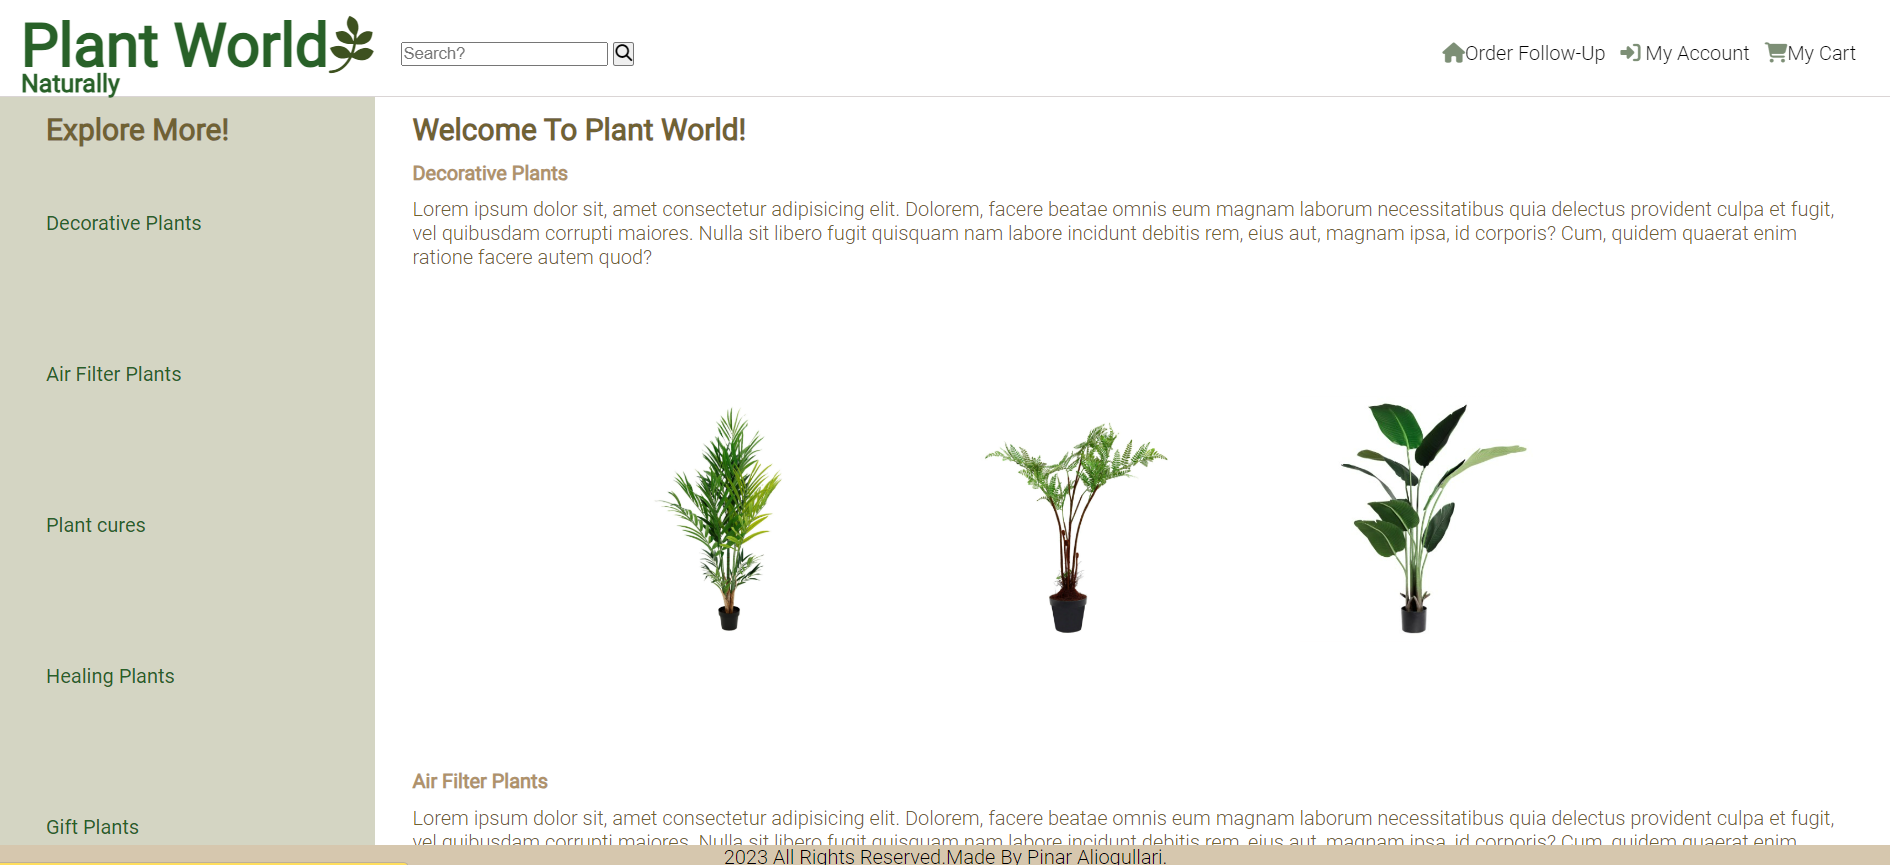 Plant World
Naturally
Search?
Order Follow-Up
My Account
My Cart
Explore More!
Decorative Plants
Air Filter Plants
Plant cures
Healing Plants
Gift Plants
Welcome To Plant World!
Decorative Plants
Lorem ipsum dolor sit, amet consectetur adipisicing elit. Dolorem, facere beatae omnis eum magnam laborum necessitatibus quia delectus provident culpa et fugit,
vel quibusdam corrupti maiores. Nulla sit libero fugit quisquam nam labore incidunt debitis rem, eius aut, magnam ipsa, id corporis? Cum, quidem quaerat enim
ratione facere autem quod?
Air Filter Plants
Lorem ipsum dolor sit, amet consectetur adipisicing elit. Dolorem, facere beatae omnis eum magnam laborum necessitatibus quia delectus provident culpa et fugit,
vel quibusdam corrupti maiores. Nulla sit libero fugit quisquam nam labore incidunt debitis rem, eius aut, magnam ipsa, id corporis? Cum, quidem quaerat enim
2023 All Rights Reserved.Made By Pinar Aliogullari.